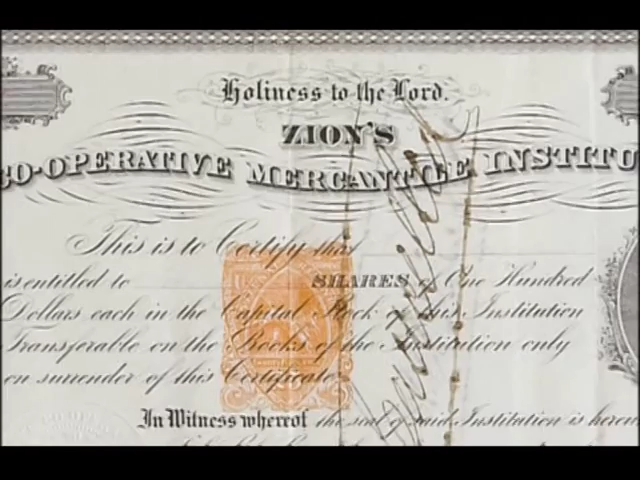 Holiness to the Lord.
ZION'S
CO-OPERATIVE MERCANTILE INSTITU
This is to Certify that
is entitled to SHARES of One Hundred
Dollars each in the Capital Stock of this Institution
Transferable on the Books of the Institution only
on surrender of this Certificate
In Witness whereof the seal of said Institution is hereu